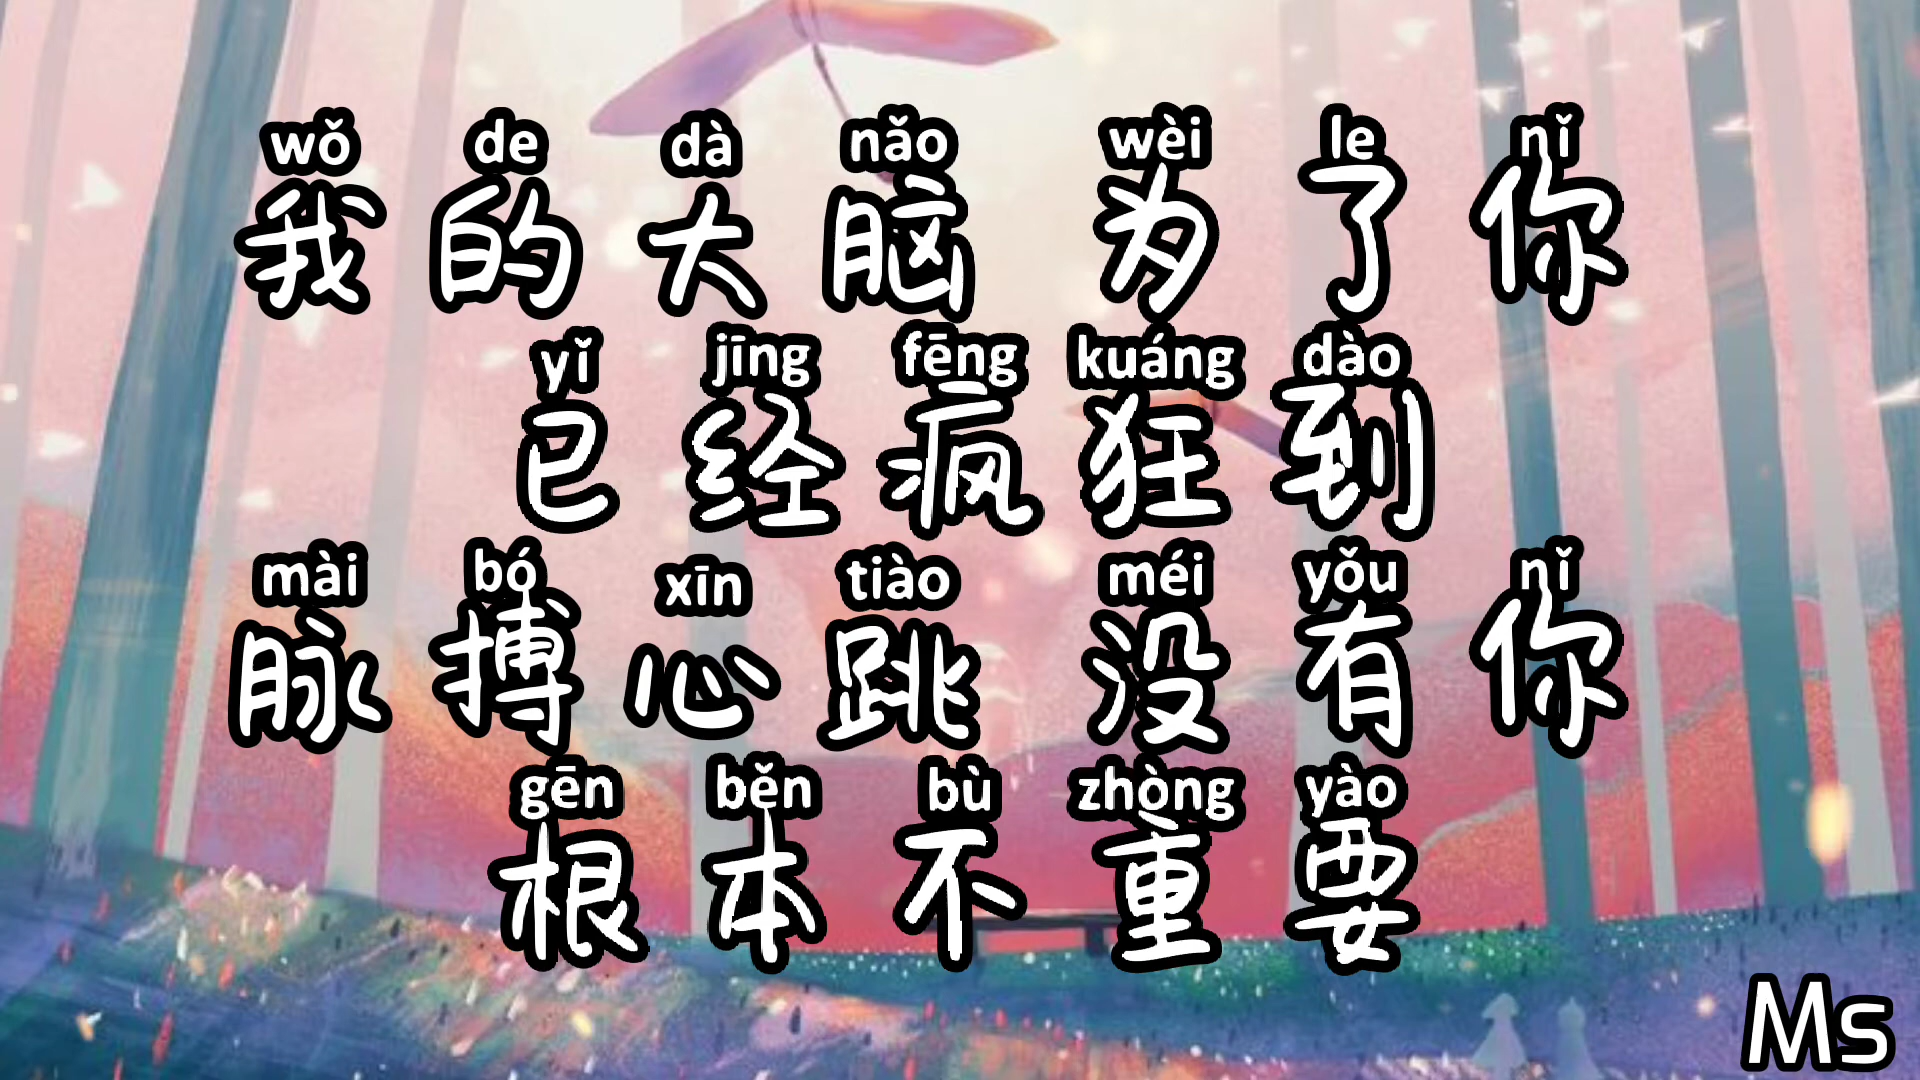 wǒ de dà nǎo wèi le nǐ
我的大脑 为了你
yǐ jīng fēng kuáng dào
已经疯狂到
mài bó xīn tiào méi yǒu nǐ
脉搏心跳 没有你
gēn běn bù zhòng yào
根本不重要
Ms